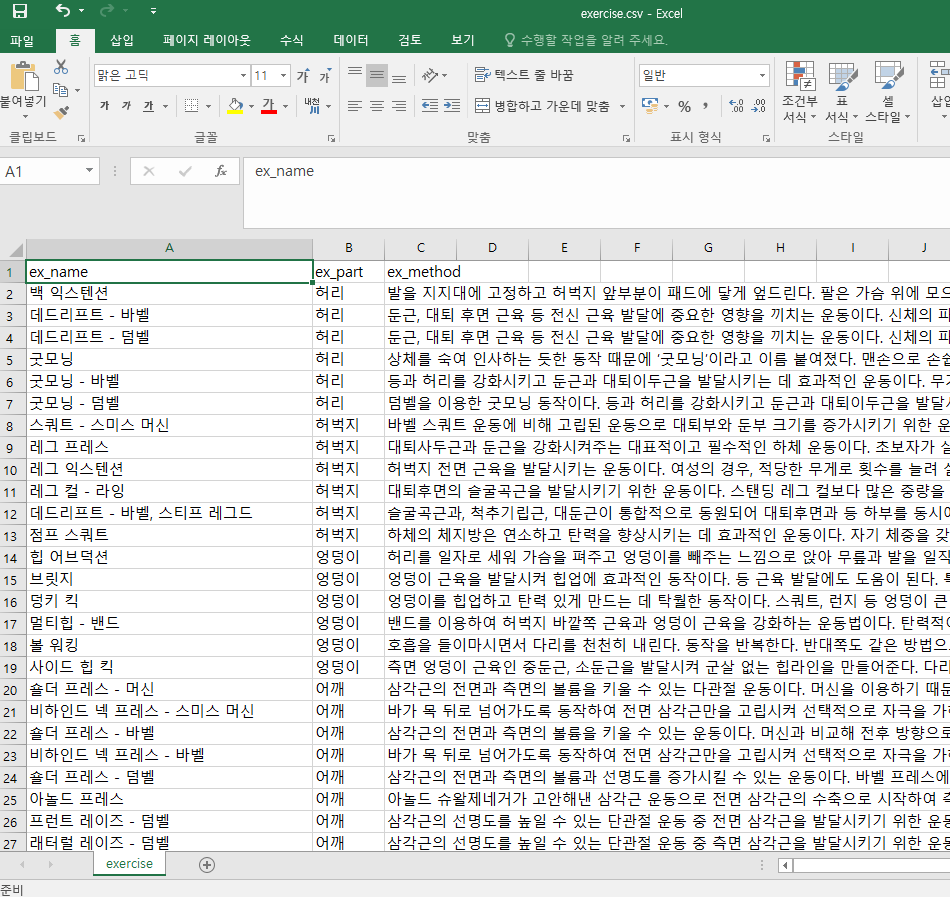 exercise.csv - Excel
파일 홈 삽입 페이지 레이아웃 수식 데이터 검토 보기 수행할 작업을 알려 주세요.
붙여넣기
맑은 고딕 11 가 가
가 가 가 가 내천
텍스트 줄 바꿈
병합하고 가운데 맞춤
일반
% , .00
조건부 서식
표 서식
셀 스타일
삽입
클립보드 글꼴 맞춤 표시 형식 스타일
A1 fx ex_name
A B C D E F G H I J
1 ex_name ex_part ex_method
2 백 익스텐션 허리 발을 지지대에 고정하고 허벅지 앞부분이 패드에 닿게 엎드린다. 팔은 가슴 위에
3 데드리프트 - 바벨 허리 둔근, 대퇴 후면 근육 등 전신 근육 발달에 중요한 영향을 끼치는 운동이다. 신체의
4 데드리프트 - 덤벨 허리 둔근, 대퇴 후면 근육 등 전신 근육 발달에 중요한 영향을 끼치는 운동이다. 신체의
5 굿모닝 허리 상체를 숙여 인사하는 듯한 동작 때문에 '굿모닝'이라고 이름 붙여졌다. 맨손으로
6 굿모닝 - 바벨 허리 등과 허리를 강화시키고 둔근과 대퇴이두근을 발달시키는 데 효과적인 운동이다.
7 굿모닝 - 덤벨 허리 덤벨을 이용한 굿모닝 동작이다. 등과 허리를 강화시키고 둔근과 대퇴이두근을
8 스쿼트 - 스미스 머신 허벅지 바벨 스쿼트 운동에 비해 고립된 운동으로 대퇴부와 둔부 크기를 증가시키기 위한
9 레그 프레스 허벅지 대퇴사두근과 둔근을 강화시켜주는 대표적이고 필수적인 하체 운동이다. 초보자가
10 레그 익스텐션 허벅지 허벅지 전면 근육을 발달시키는 운동이다. 여성의 경우, 적당한 무게로 횟수를 늘려
11 레그 컬 - 라잉 허벅지 대퇴후면의 슬굴곡근을 발달시키기 위한 운동이다. 스탠딩 레그 컬보다 많은 중량을
12 데드리프트 - 바벨, 스티프 레그드 허벅지 슬굴곡근과, 척추기립근, 대둔근이 통합적으로 동원되어 대퇴후면과 등 하부를
13 점프 스쿼트 허벅지 하체의 체지방은 연소하고 탄력을 향상시키는 데 효과적인 운동이다. 자기 체중을
14 힙 어브덕션 엉덩이 허리를 일자로 세워 가슴을 펴주고 엉덩이를 빼주는 느낌으로 앉아 무릎과 발을
15 브릿지 엉덩이 엉덩이 근육을 발달시켜 힙업에 효과적인 동작이다. 등 근육 발달에도 도움이 된다.
16 덩키 킥 엉덩이 엉덩이를 힙업하고 탄력 있게 만드는 데 탁월한 동작이다. 스쿼트, 런지 등 엉덩이 큰
17 멀티힙 - 밴드 엉덩이 밴드를 이용하여 허벅지 바깥쪽 근육과 엉덩이 근육을 강화하는 운동법이다.
18 볼 워킹 엉덩이 호흡을 들이마시면서 다리를 천천히 내린다. 동작을 반복한다. 반대쪽도 같은
19 사이드 힙 킥 엉덩이 측면 엉덩이 근육인 중둔근, 소둔근을 발달시켜 군살 없는 힙라인을 만들어준다.
20 숄더 프레스 - 머신 어깨 삼각근의 전면과 측면의 볼륨을 키울 수 있는 다관절 운동이다. 머신을 이용하기
21 비하인드 넥 프레스 - 스미스 머신 어깨 바가 목 뒤로 넘어가도록 동작하여 전면 삼각근만을 고립시켜 선택적으로 자극을
22 숄더 프레스 - 바벨 어깨 삼각근의 전면과 측면의 볼륨을 키울 수 있는 운동이다. 머신과 비교해 전후 방향으로
23 비하인드 넥 프레스 - 바벨 어깨 바가 목 뒤로 넘어가도록 동작하여 전면 삼각근만을 고립시켜 선택적으로 자극을
24 숄더 프레스 - 덤벨 어깨 삼각근의 전면과 측면의 볼륨과 선명도를 증가시킬 수 있는 운동이다. 바벨 프레스에
25 아놀드 프레스 어깨 아놀드 슈왈제네거가 고안해낸 삼각근 운동으로 전면 삼각근의 수축으로 시작하여
26 프런트 레이즈 - 덤벨 어깨 삼각근의 선명도를 높일 수 있는 단관절 운동 중 전면 삼각근을 발달시키기 위한
27 래터럴 레이즈 - 덤벨 어깨 삼각근의 선명도를 높일 수 있는 단관절 운동 중 측면 삼각근을 발달시키기 위한
exercise
준비